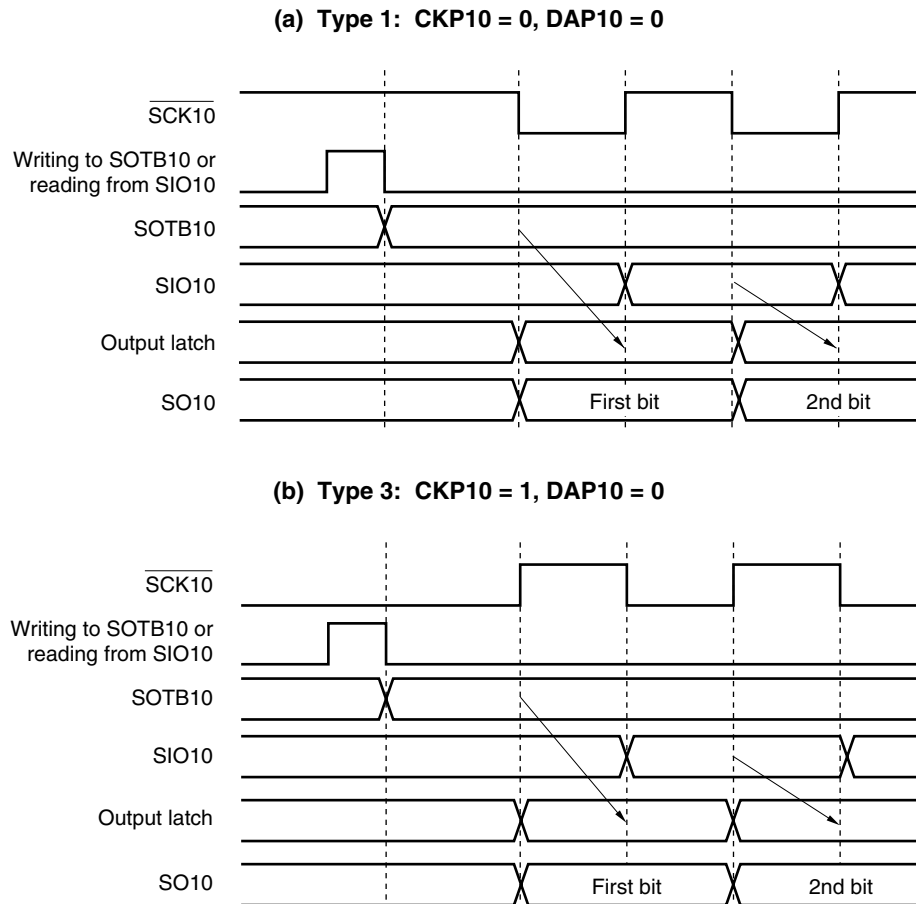 (a) Type 1: CKP10 = 0, DAP10 = 0
SCK10
Writing to SOTB10 or
reading from SIO10
SOTB10
SIO10
Output latch
SO10
First bit
2nd bit
(b) Type 3: CKP10 = 1, DAP10 = 0
SCK10
Writing to SOTB10 or
reading from SIO10
SOTB10
SIO10
Output latch
SO10
First bit
2nd bit